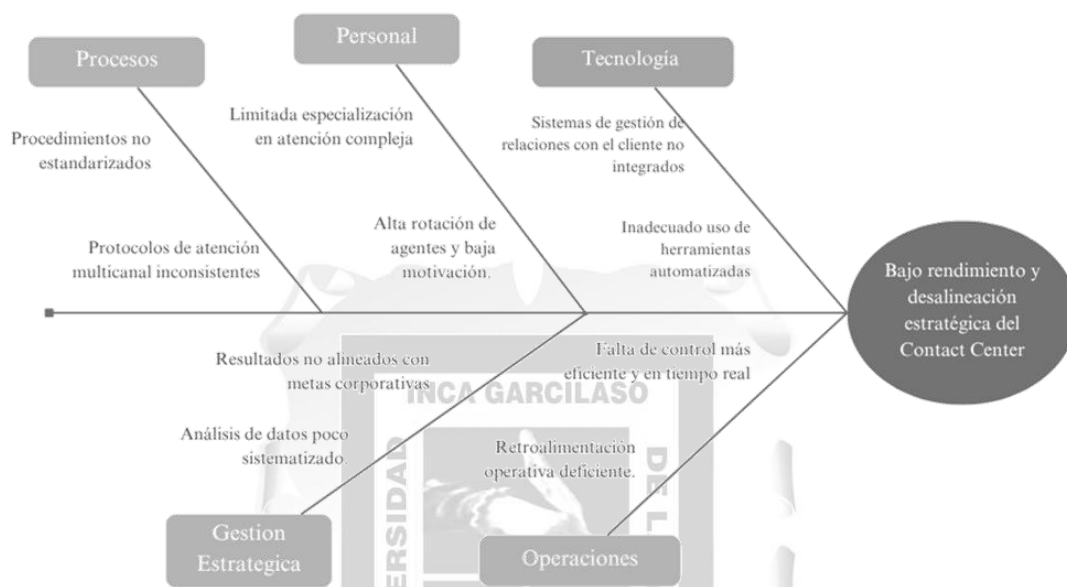 Procesos
Personal
Tecnología
Procedimientos no
estandarizados
Protocolos de atención
multicanal inconsistentes
Limitada especialización
en atención compleja
Alta rotación de
agentes y baja
motivación.
Sistemas de gestión de
relaciones con el cliente no
integrados
Inadecuado uso de
herramientas
automatizadas
Bajo rendimiento y
desalineación
estratégica del
Contact Center
Resultados no alineados con
metas corporativas
Análisis de datos poco
sistematizado.
Falta de control más
eficiente y en tiempo real
Retroalimentación
operativa deficiente.
Gestion
Estrategica
Operaciones
INCA GARCILASO
ERSIDAD
DE L